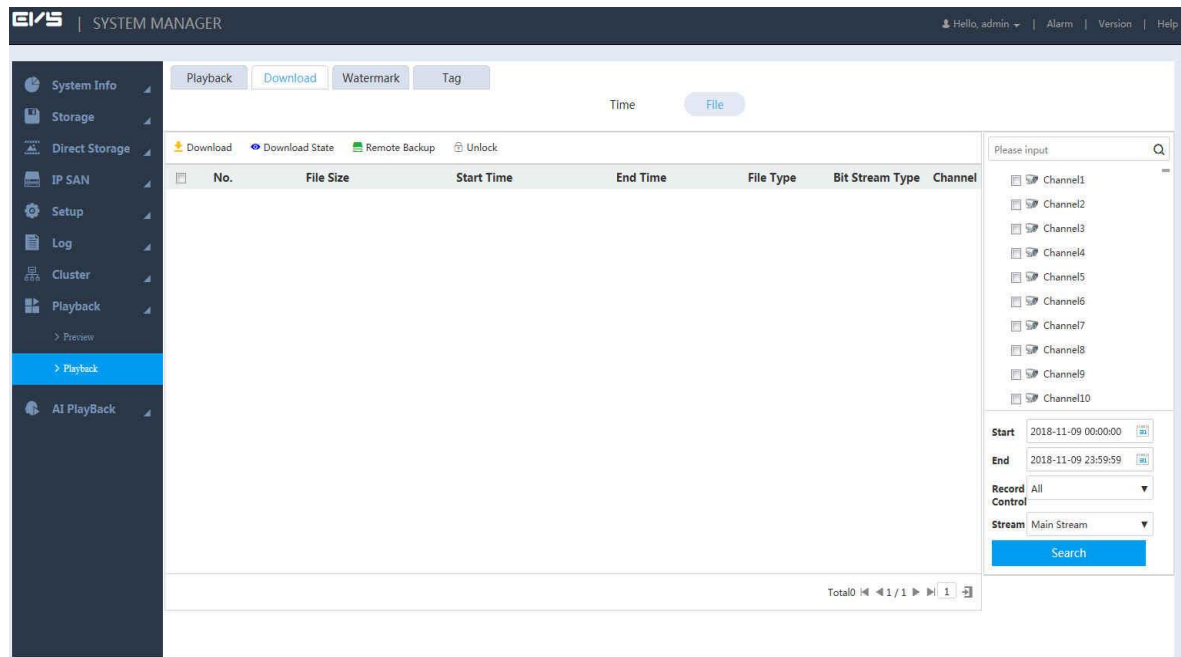 EVS | SYSTEM MANAGER
Hello, admin | Alarm | Version | Help
System Info
Storage
Direct Storage
IP SAN
Setup
Log
Cluster
Playback
> Preview
> Playback
AI PlayBack
Playback Download Watermark Tag
Time File
Download Download State Remote Backup Unlock
No. File Size Start Time End Time File Type Bit Stream Type Channel
Please input
Channel1
Channel2
Channel3
Channel4
Channel5
Channel6
Channel7
Channel8
Channel9
Channel10
Start 2018-11-09 00:00:00
End 2018-11-09 23:59:59
Record Control All
Stream Main Stream
Search
Total0 1 / 1 1